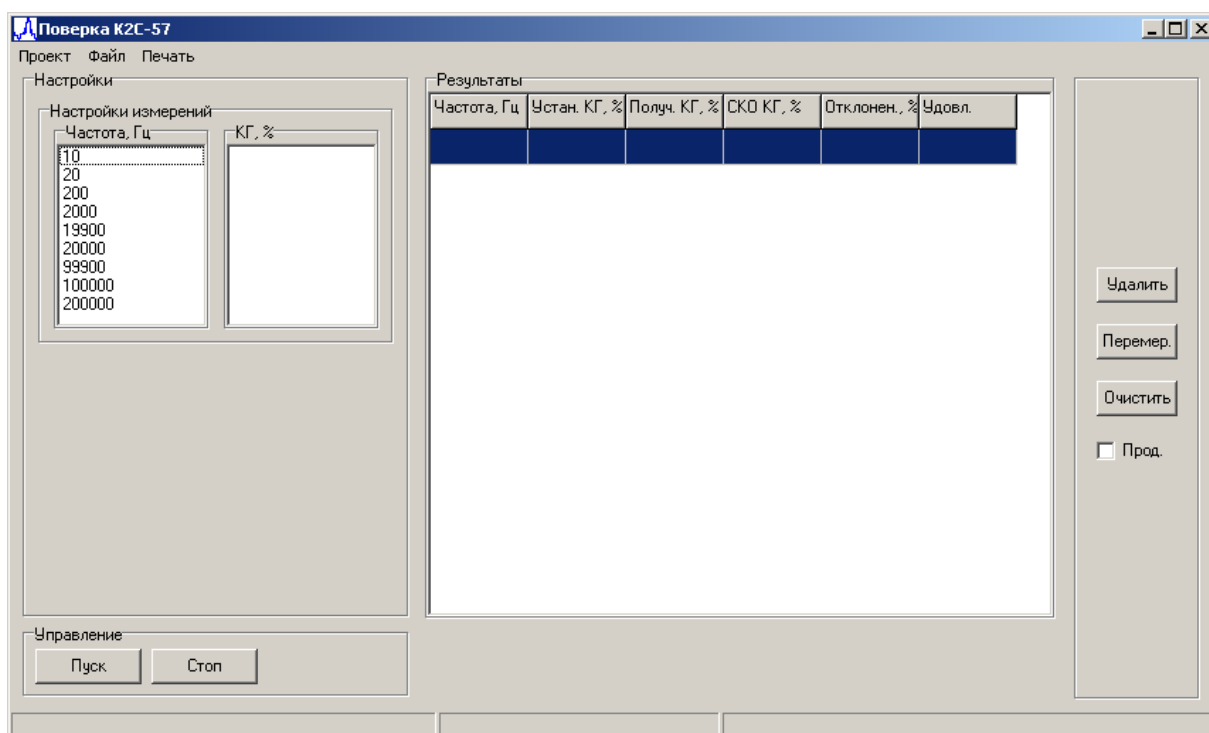 Поверка К2С-57
Проект Файл Печать
Настройки
Настройки измерений
Частота, Гц
10
20
200
2000
19900
20000
99900
100000
200000
КГ, %
Результаты
Частота, Гц Устан. КГ, % Получ. КГ, % СКО КГ, % Отклонен., % Удовл.
Удалить
Перемер.
Очистить
Прод.
Управление
Пуск Стоп